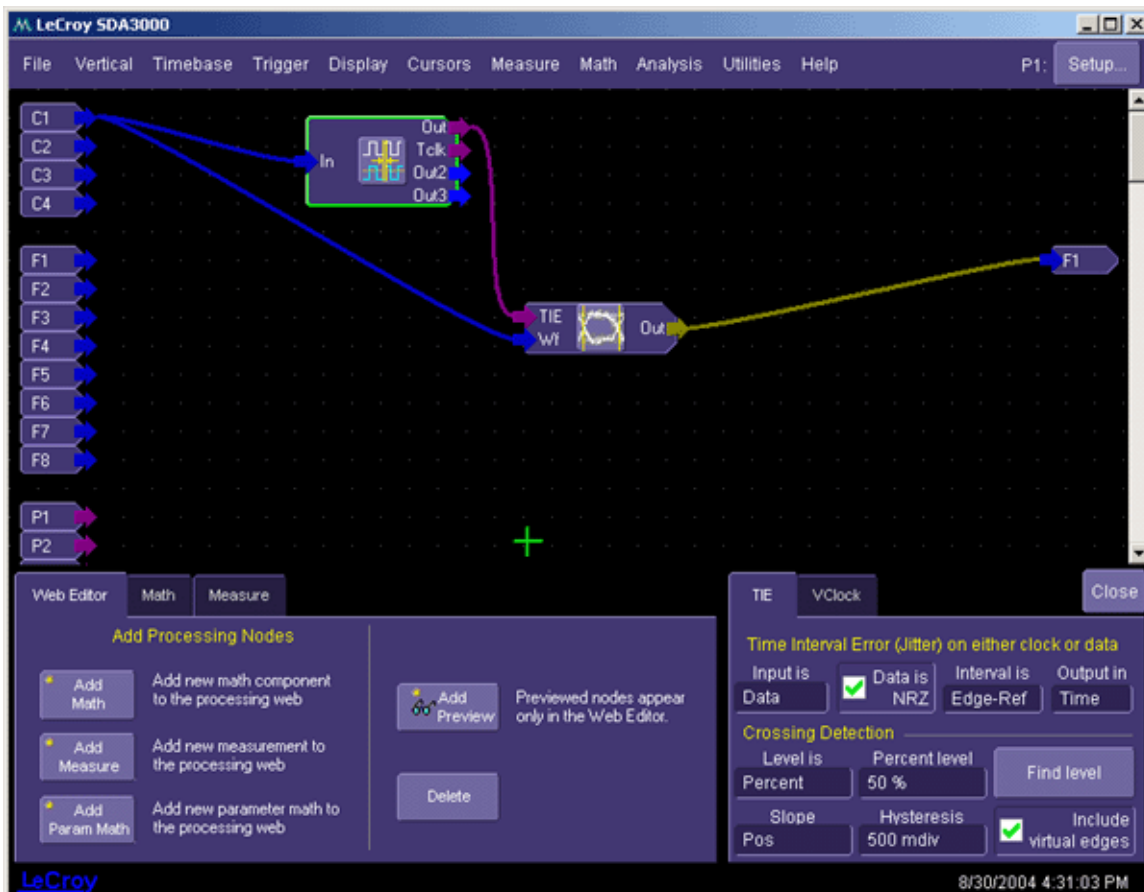 LeCroy SDA3000
File Vertical Timebase Trigger Display Cursors Measure Math Analysis Utilities Help P1: Setup...
C1
C2
C3
C4
F1
F2
F3
F4
F5
F6
F7
F8
P1
P2
In
Out
Tclk
Out2
Out3
TIE
Wf
Out
F1
Web Editor Math Measure
Add Processing Nodes
Add Math
Add new math component
to the processing web
Add Measure
Add new measurement to
the processing web
Add Param Math
Add new parameter math to
the processing web
Add Preview
Previewed nodes appear
only in the Web Editor.
Delete
TIE VClock
Close
Time Interval Error (Jitter) on either clock or data
Input is
Data
Data is
NRZ
Interval is
Edge-Ref
Output in
Time
Crossing Detection
Level is
Percent
Percent level
50 %
Find level
Slope
Pos
Hysteresis
500 mdiv
Include
virtual edges
LeCroy
8/30/2004 4:31:03 PM